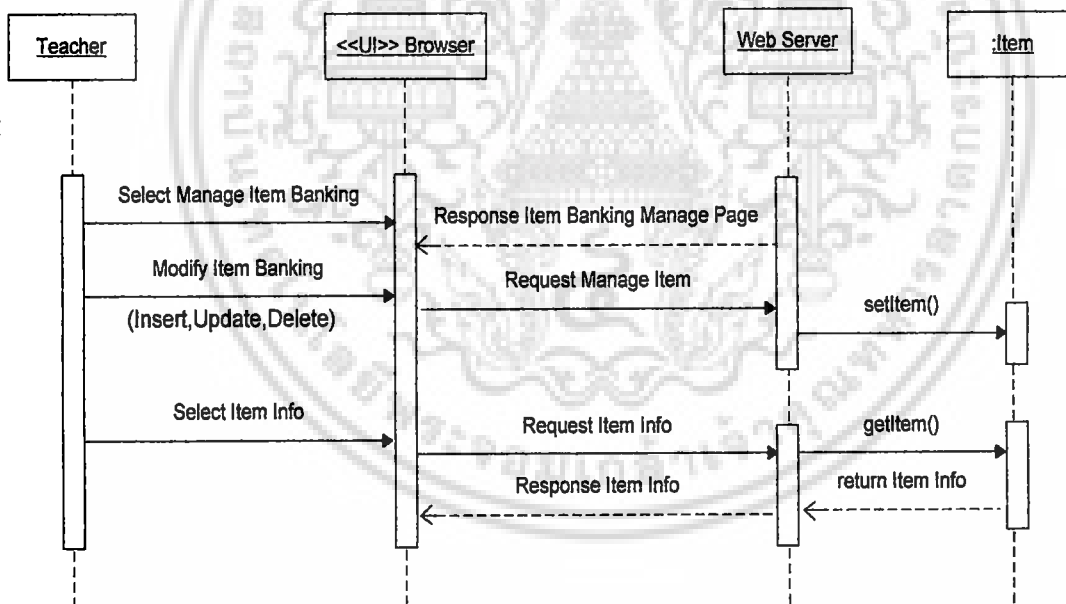 Teacher
<<UI>> Browser
Web Server
:Item
Select Manage Item Banking
Response Item Banking Manage Page
Modify Item Banking
(Insert,Update,Delete)
Request Manage Item
setItem()
Select Item Info
Request Item Info
getItem()
Response Item Info
return Item Info